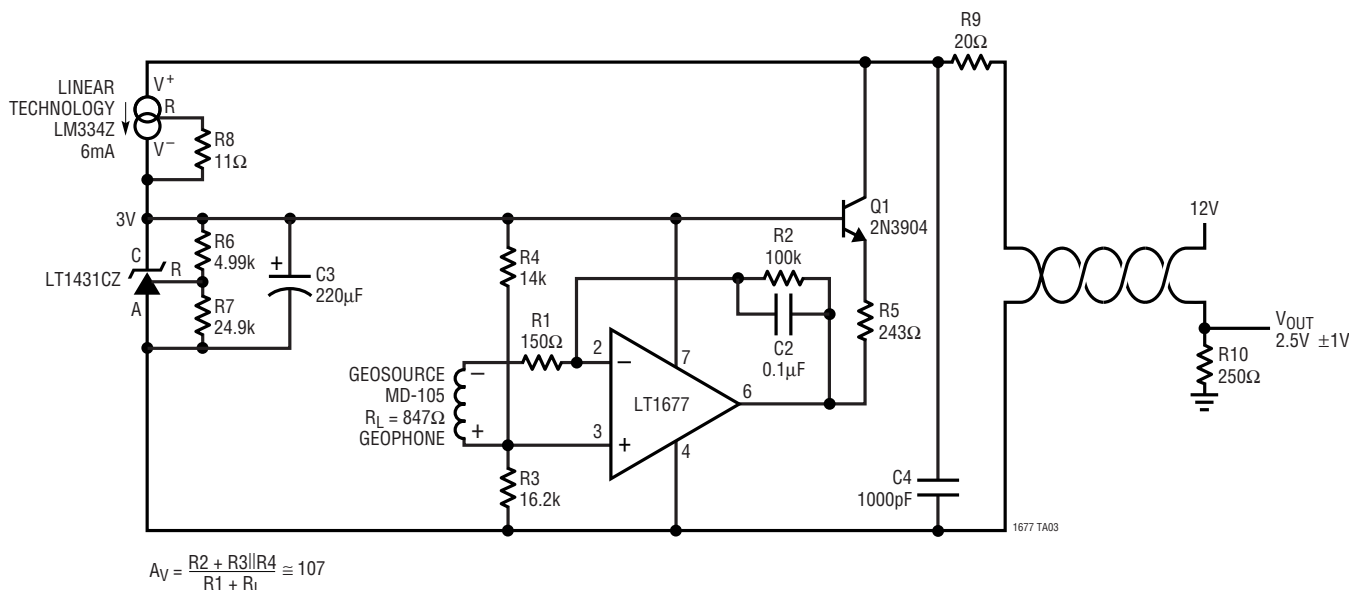 R9
20Ω
LINEAR
TECHNOLOGY
LM334Z
6mA
V+
R
V−
R8
11Ω
3V
C
LT1431CZ
R
A
R6
4.99k
R7
24.9k
+
C3
220µF
R4
14k
R1
150Ω
GEOSOURCE
MD-105
RL = 847Ω
GEOPHONE
−
+
R3
16.2k
2
−
3
+
7
LT1677
6
4
R2
100k
C2
0.1µF
Q1
2N3904
R5
243Ω
C4
1000pF
12V
VOUT
2.5V ±1V
R10
250Ω
1677 TA03
AV = R2 + R3||R4 ≅ 107
R1 + RL